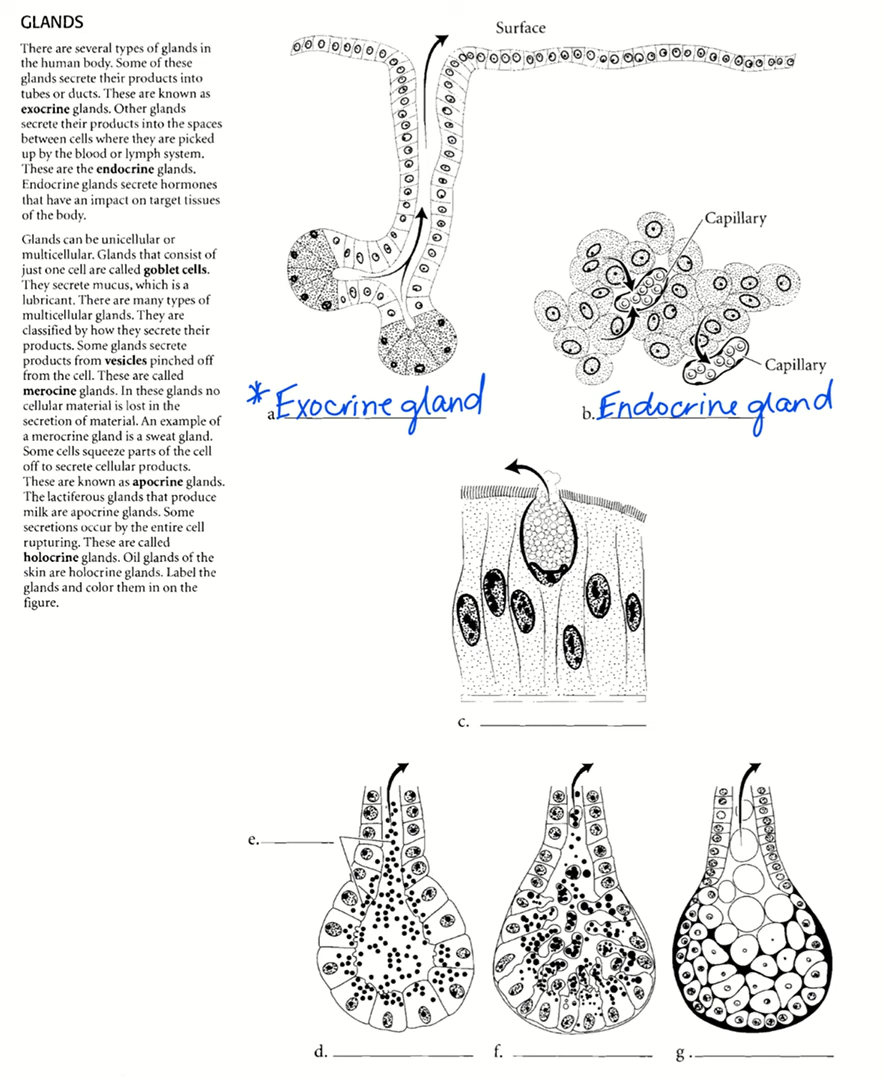 GLANDS
There are several types of glands in
the human body. Some of these
glands secrete their products into
tubes or ducts. These are known as
exocrine glands. Other glands
secrete their products into the spaces
between cells where they are picked
up by the blood or lymph system.
These are the endocrine glands.
Endocrine glands secrete hormones
that have an impact on target tissues
of the body.
Glands can be unicellular or
multicellular. Glands that consist of
just one cell are called goblet cells.
They secrete mucus, which is a
lubricant. There are many types of
multicellular glands. They are
classified by how they secrete their
products. Some glands secrete
products from vesicles pinched off
from the cell. These are called
merocine glands. In these glands no
cellular material is lost in the
secretion of material. An example of
a merocrine gland is a sweat gland.
Some cells squeeze parts of the cell
off to secrete cellular products.
These are known as apocrine glands.
The lactiferous glands that produce
milk are apocrine glands. Some
secretions occur by the entire cell
rupturing. These are called
holocrine glands. Oil glands of the
skin are holocrine glands. Label the
glands and color them in on the
figure.
Surface
Capillary
Capillary
* a. Exocrine gland
b. Endocrine gland
c.
e.
d.
f.
g.